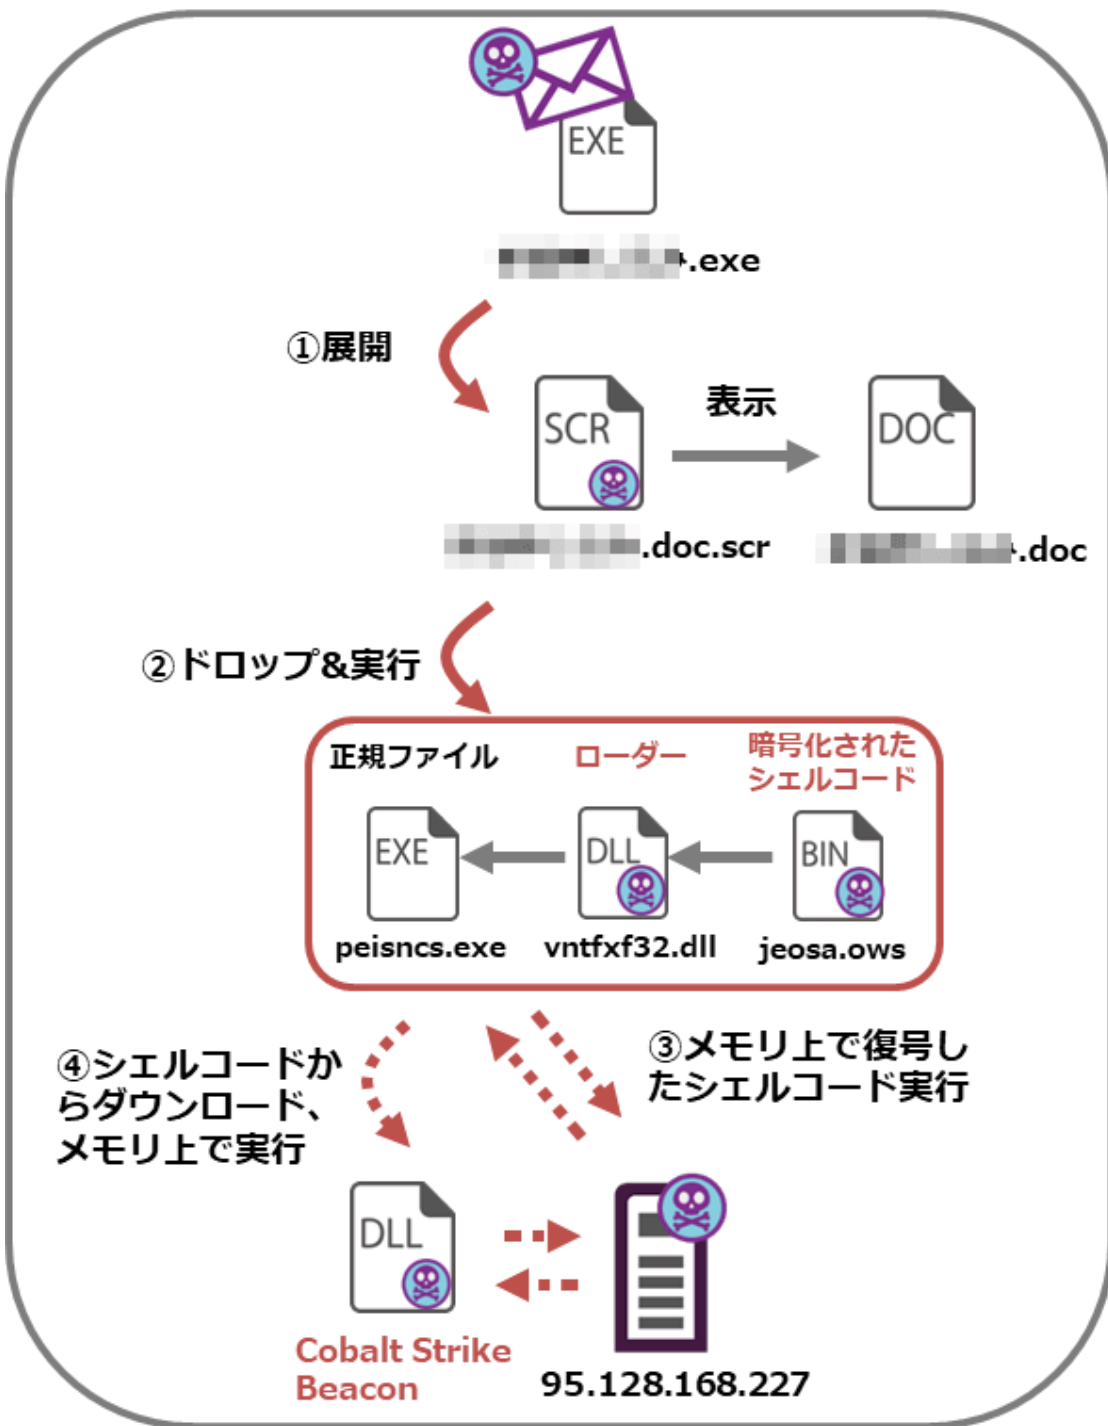 EXE
.exe
①展開
SCR
表示
DOC
.doc.scr
.doc
②ドロップ&実行
正規ファイル
ローダー
暗号化された
シェルコード
EXE
DLL
BIN
peisncs.exe
vntfxf32.dll
jeosa.ows
③メモリ上で復号し
たシェルコード実行
④シェルコードか
らダウンロード、
メモリ上で実行
DLL
Cobalt Strike
Beacon
95.128.168.227